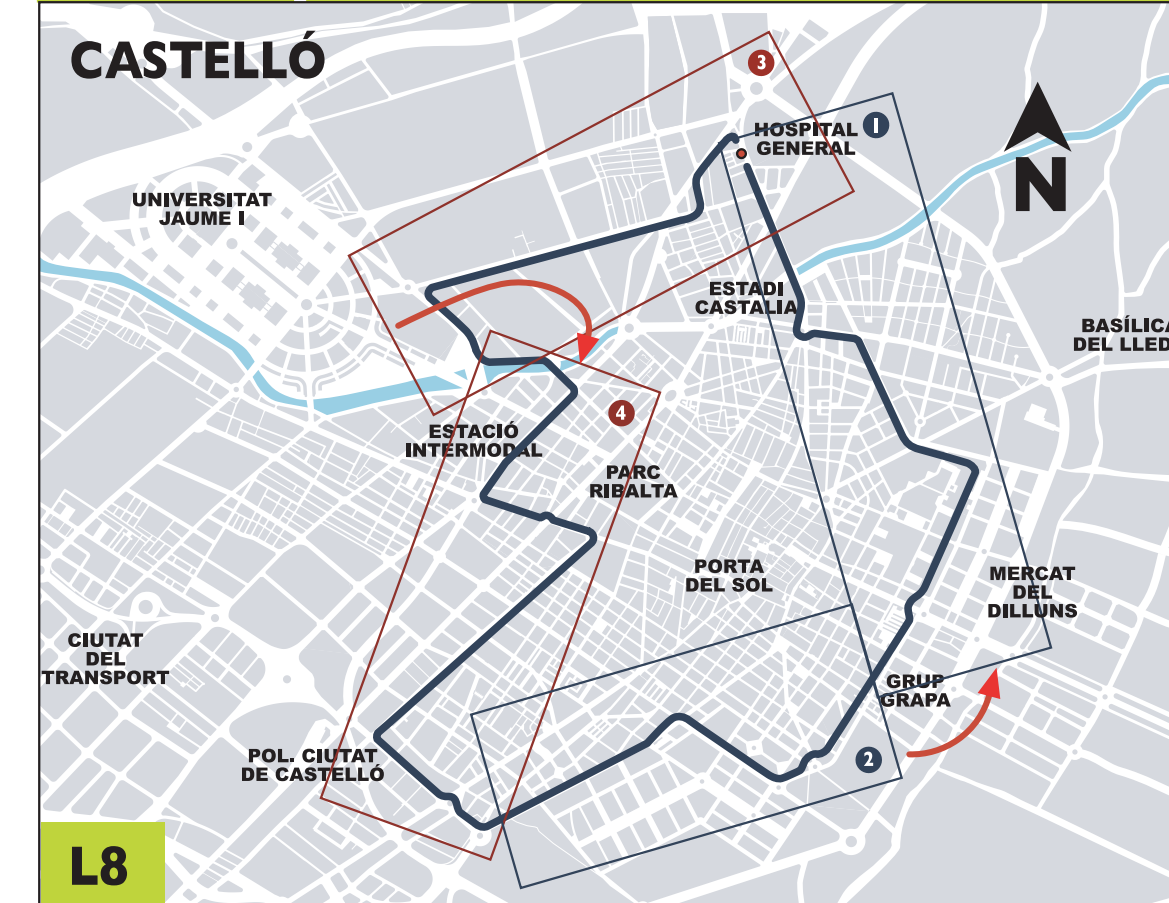 CASTELLÓ
3
1
HOSPITAL
GENERAL
N
UNIVERSITAT
JAUME I
ESTADI
CASTALIA
BASÍLICA
DEL LLED
4
ESTACIÓ
INTERMODAL
PARC
RIBALTA
PORTA
DEL SOL
MERCAT
DEL
DILLUNS
CIUTAT
DEL
TRANSPORT
GRUP
GRAPA
POL. CIUTAT
DE CASTELLÓ
2
L8